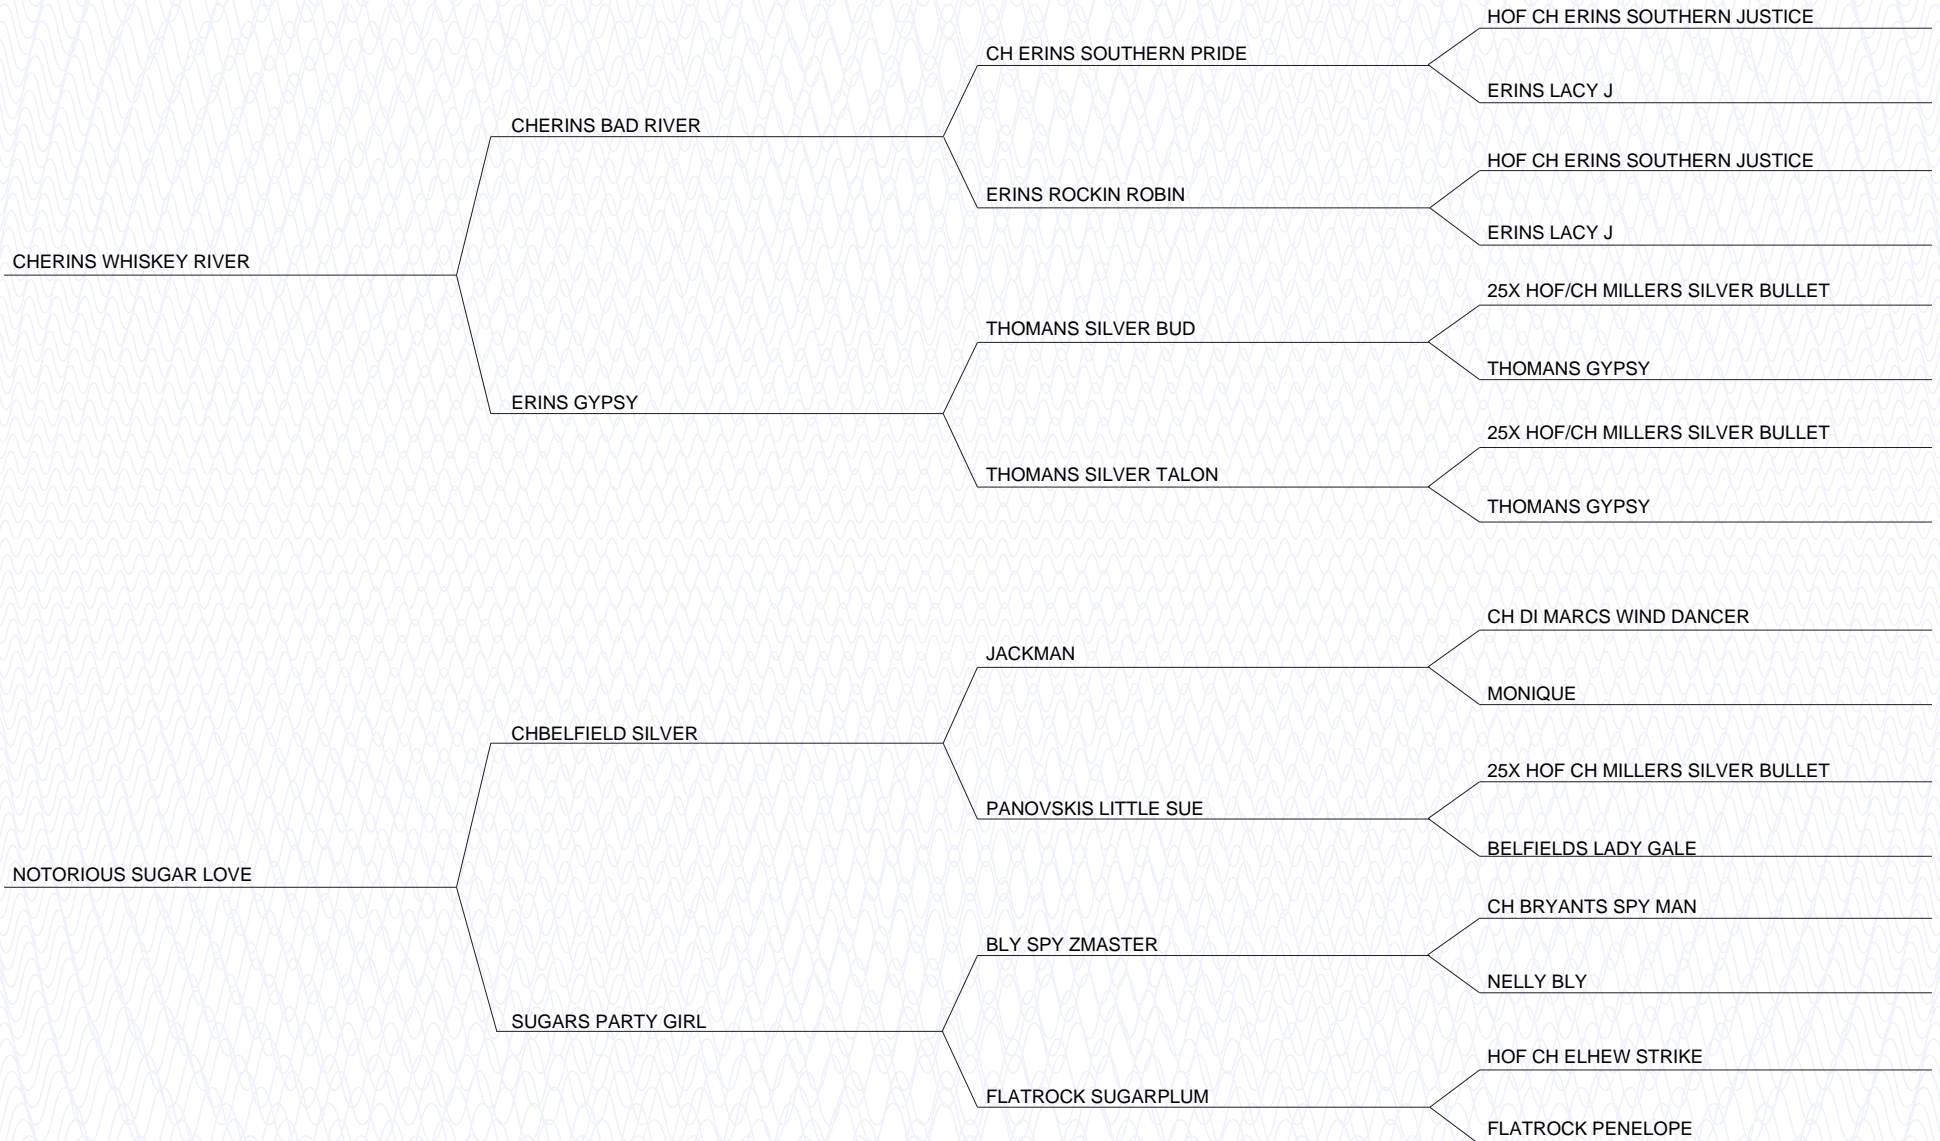 HOF CH ERINS SOUTHERN JUSTICE
CH ERINS SOUTHERN PRIDE
ERINS LACY J
CHERINS BAD RIVER
HOF CH ERINS SOUTHERN JUSTICE
ERINS ROCKIN ROBIN
ERINS LACY J
CHERINS WHISKEY RIVER
25X HOF/CH MILLERS SILVER BULLET
THOMANS SILVER BUD
THOMANS GYPSY
ERINS GYPSY
25X HOF/CH MILLERS SILVER BULLET
THOMANS SILVER TALON
THOMANS GYPSY
CH DI MARCS WIND DANCER
JACKMAN
MONIQUE
CHBELFIELD SILVER
25X HOF CH MILLERS SILVER BULLET
PANOVSKIS LITTLE SUE
BELFIELDS LADY GALE
NOTORIOUS SUGAR LOVE
CH BRYANTS SPY MAN
BLY SPY ZMASTER
NELLY BLY
SUGARS PARTY GIRL
HOF CH ELHEW STRIKE
FLATROCK SUGARPLUM
FLATROCK PENELOPE